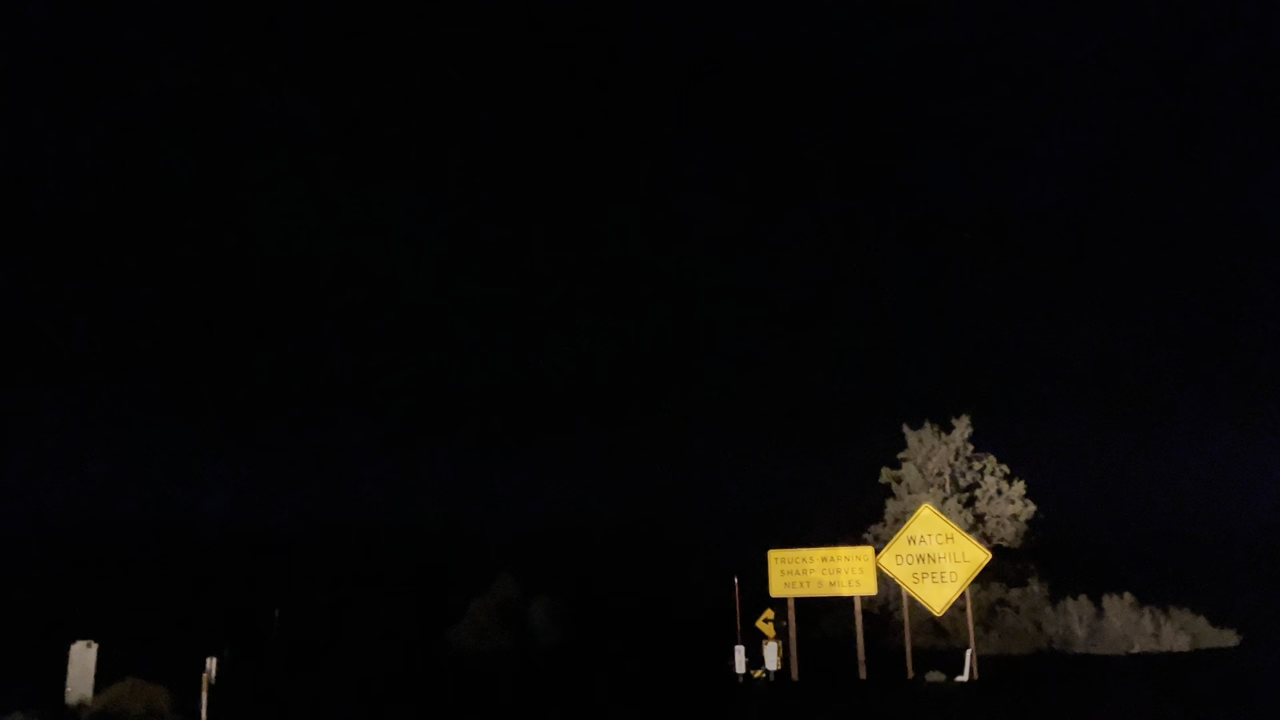 TRUCKS WARNING
SHARP CURVES
NEXT 5 MILES
WATCH
DOWNHILL
SPEED